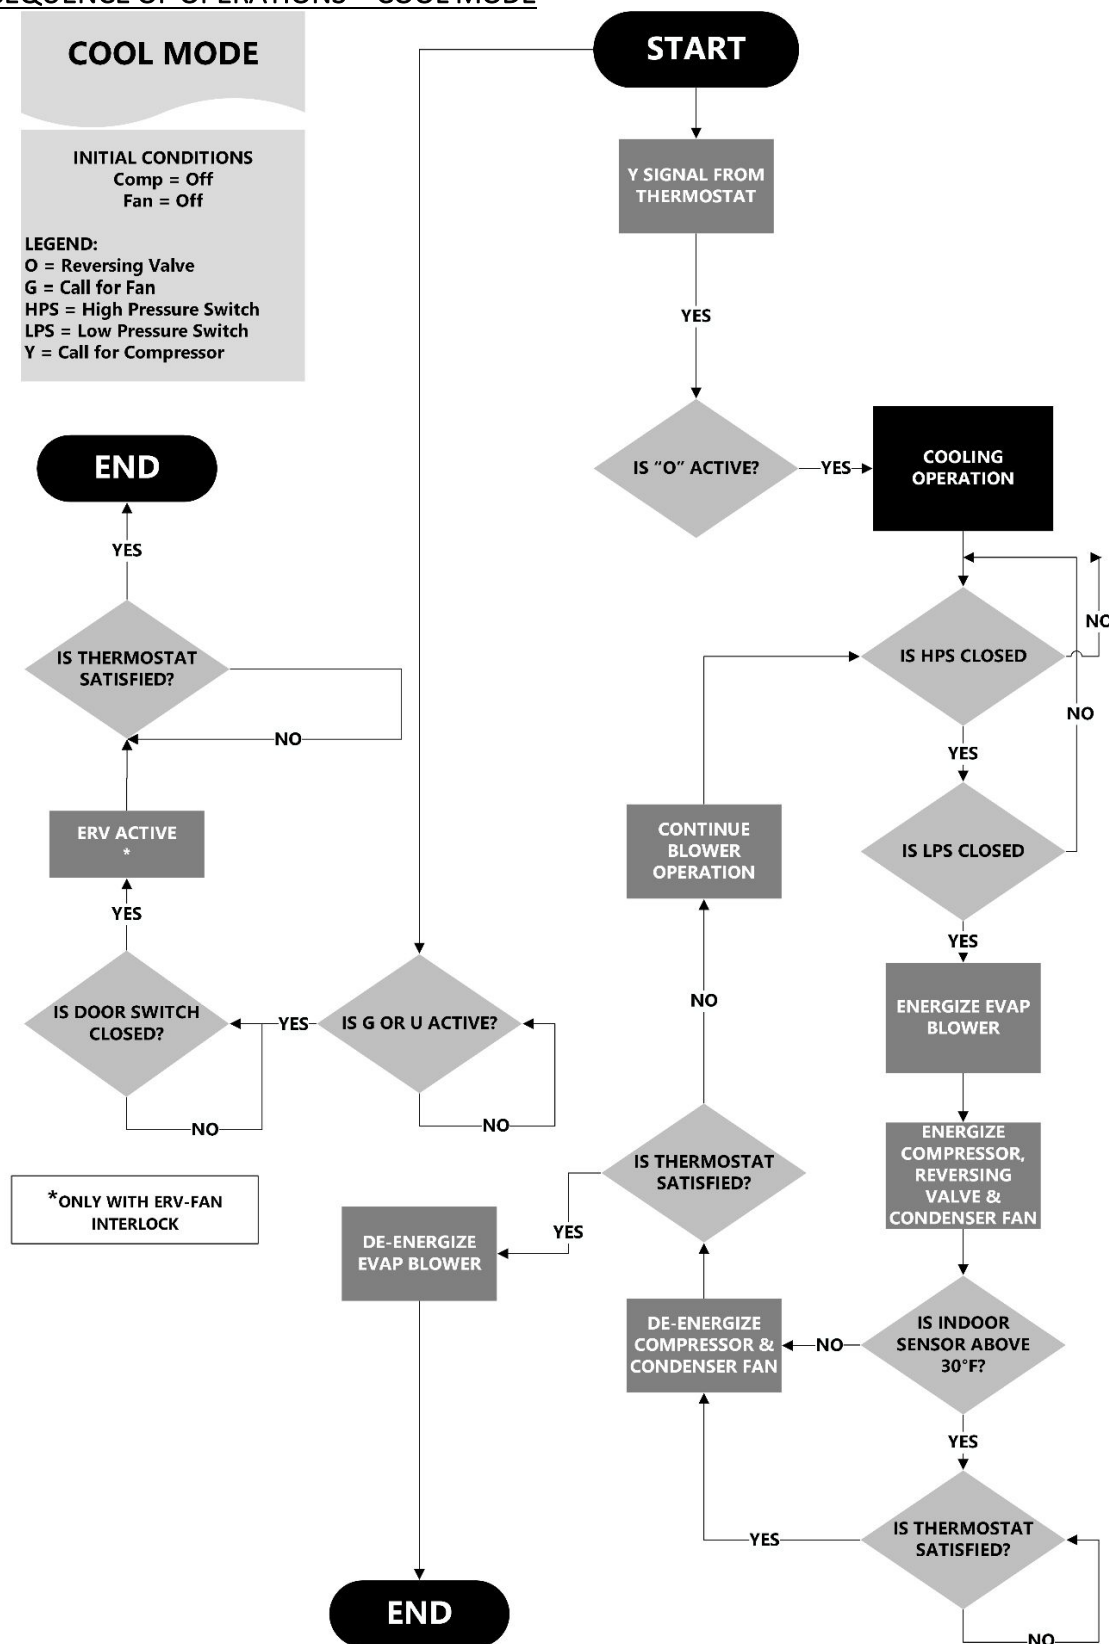 SEQUENCE OF OPERATIONS – COOL MODE
COOL MODE
INITIAL CONDITIONS
Comp = Off
Fan = Off
LEGEND:
O = Reversing Valve
G = Call for Fan
HPS = High Pressure Switch
LPS = Low Pressure Switch
Y = Call for Compressor
START
Y SIGNAL FROM
THERMOSTAT
YES
IS “O” ACTIVE?
YES
COOLING
OPERATION
IS HPS CLOSED
NO
YES
IS LPS CLOSED
NO
YES
ENERGIZE EVAP
BLOWER
ENERGIZE
COMPRESSOR,
REVERSING
VALVE &
CONDENSER FAN
IS INDOOR
SENSOR ABOVE
30°F?
NO
YES
IS THERMOSTAT
SATISFIED?
NO
YES
DE-ENERGIZE
COMPRESSOR &
CONDENSER FAN
IS THERMOSTAT
SATISFIED?
NO
CONTINUE
BLOWER
OPERATION
YES
DE-ENERGIZE
EVAP BLOWER
END
IS G OR U ACTIVE?
NO
YES
IS DOOR SWITCH
CLOSED?
NO
YES
ERV ACTIVE
*
IS THERMOSTAT
SATISFIED?
NO
YES
END
*ONLY WITH ERV-FAN
INTERLOCK